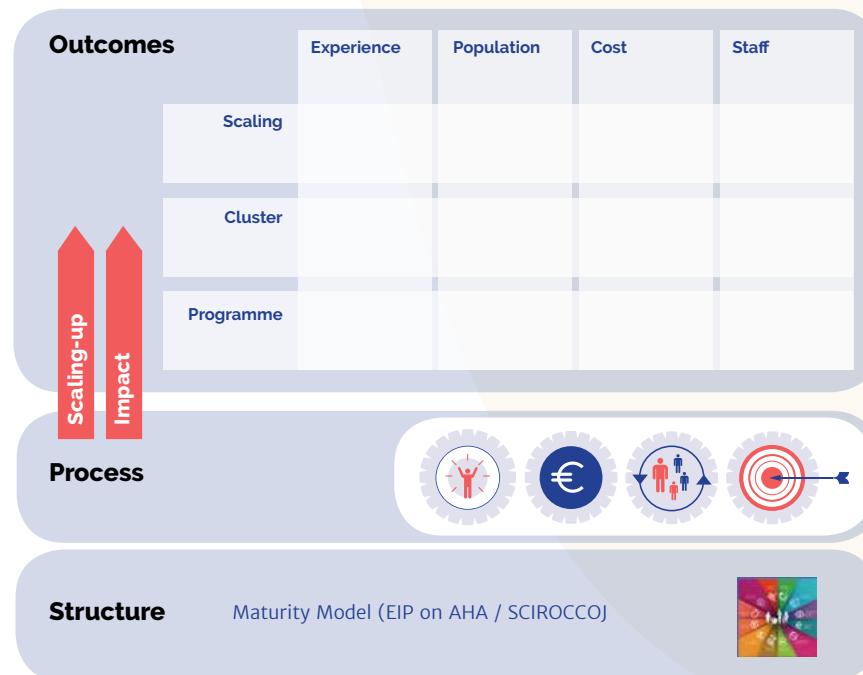 Outcomes
Experience
Population
Cost
Staff
Scaling
Cluster
Programme
Scaling-up
Impact
Process
€
Structure
Maturity Model (EIP on AHA / SCIROCCOJ